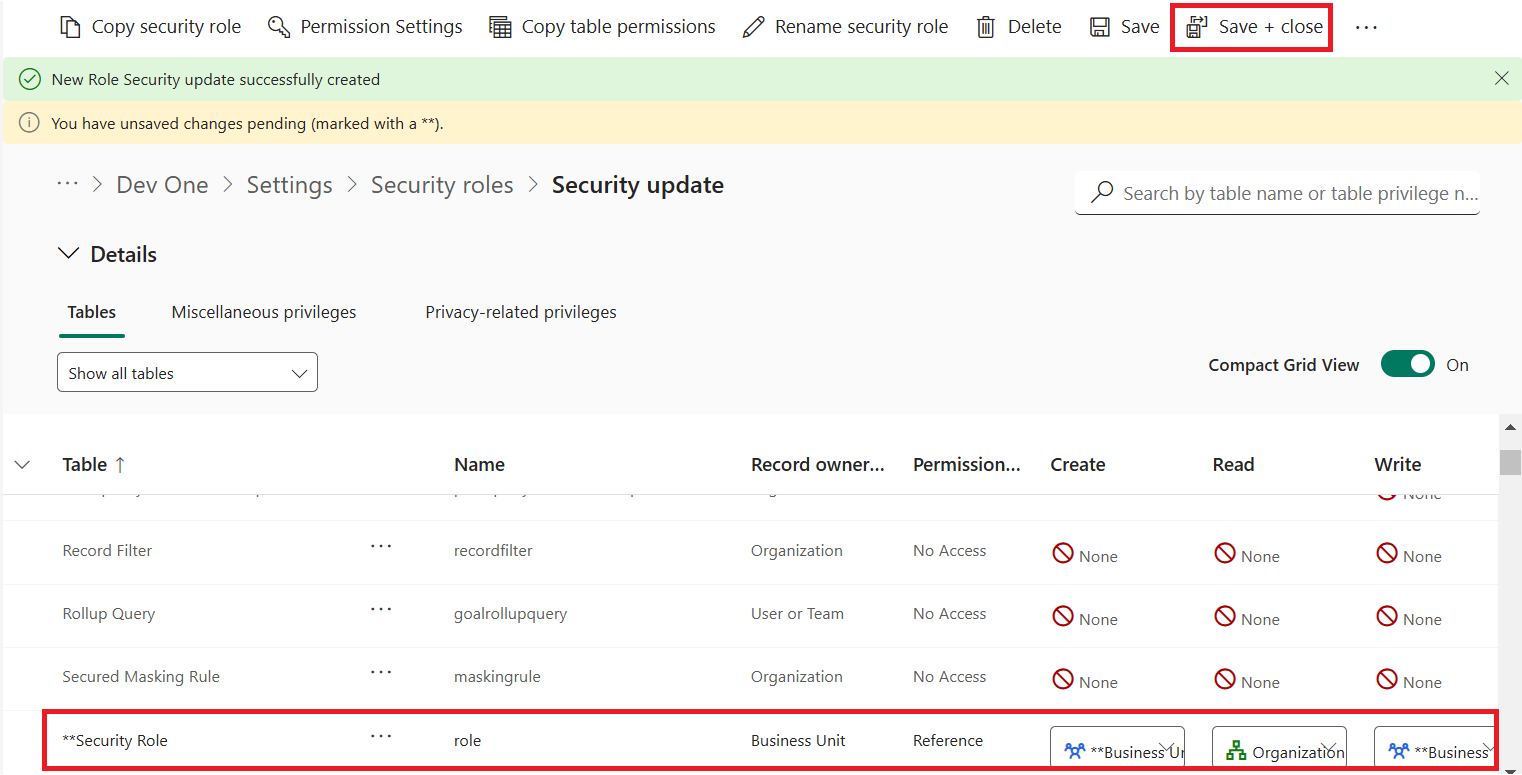 Copy security role Permission Settings Copy table permissions Rename security role Delete Save Save + close ...
New Role Security update successfully created
You have unsaved changes pending (marked with a **).
... > Dev One > Settings > Security roles > Security update
Search by table name or table privilege n...
Details
Tables Miscellaneous privileges Privacy-related privileges
Show all tables
Compact Grid View On
Table ↑ Name Record owner... Permission... Create Read Write
None
Record Filter ... recordfilter Organization No Access None None None
Rollup Query ... goalrollupquery User or Team No Access None None None
Secured Masking Rule ... maskingrule Organization No Access None None None
**Security Role ... role Business Unit Reference **Business Organization **Business